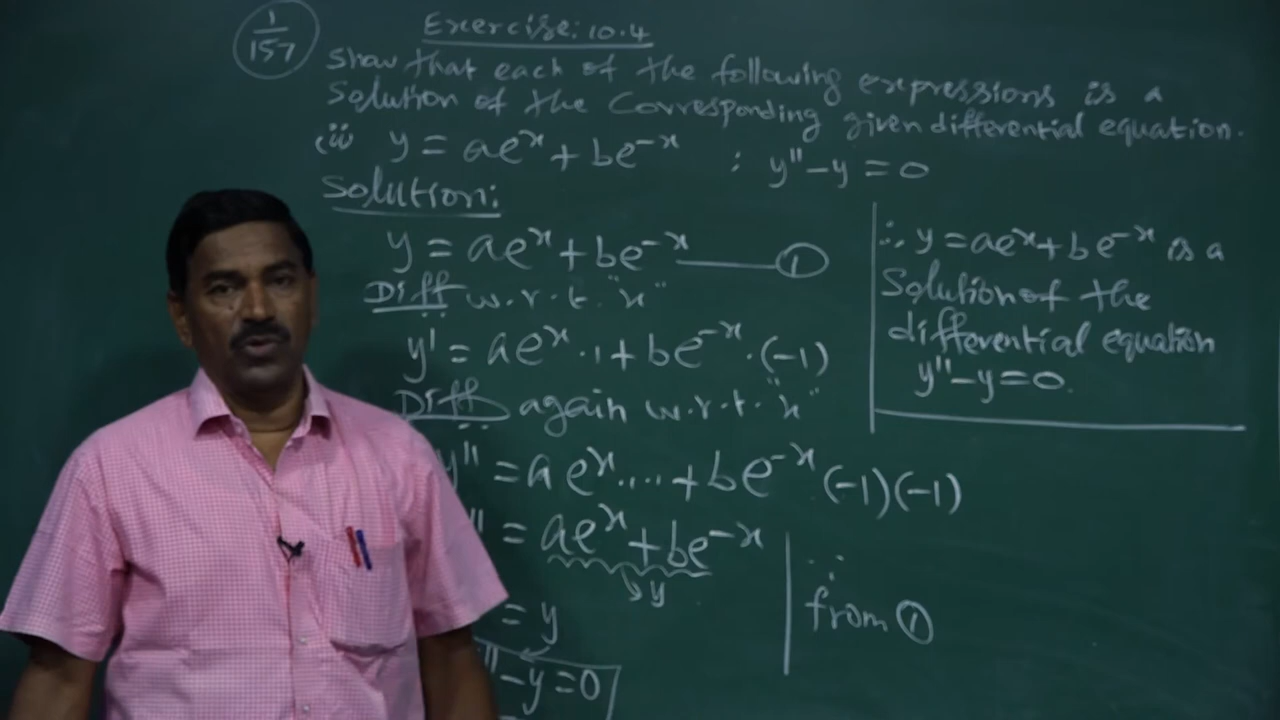 1/157
Exercise: 10.4
Show that each of the following expressions is a
Solution of the Corresponding given differential equation.
(iii) y = ae^x + be^-x : y'' - y = 0
Solution:
y = ae^x + be^-x ——— ①
Diff w.r.t. "x"
y' = ae^x . 1 + be^-x . (-1)
Diff again w.r.t. "x"
y'' = ae^x .... + be^-x (-1)(-1)
'' = ae^x + be^-x
y
= y
'' - y = 0
∵
from ①
∴ y = ae^x + be^-x is a
Solution of the
differential equation
y'' - y = 0.